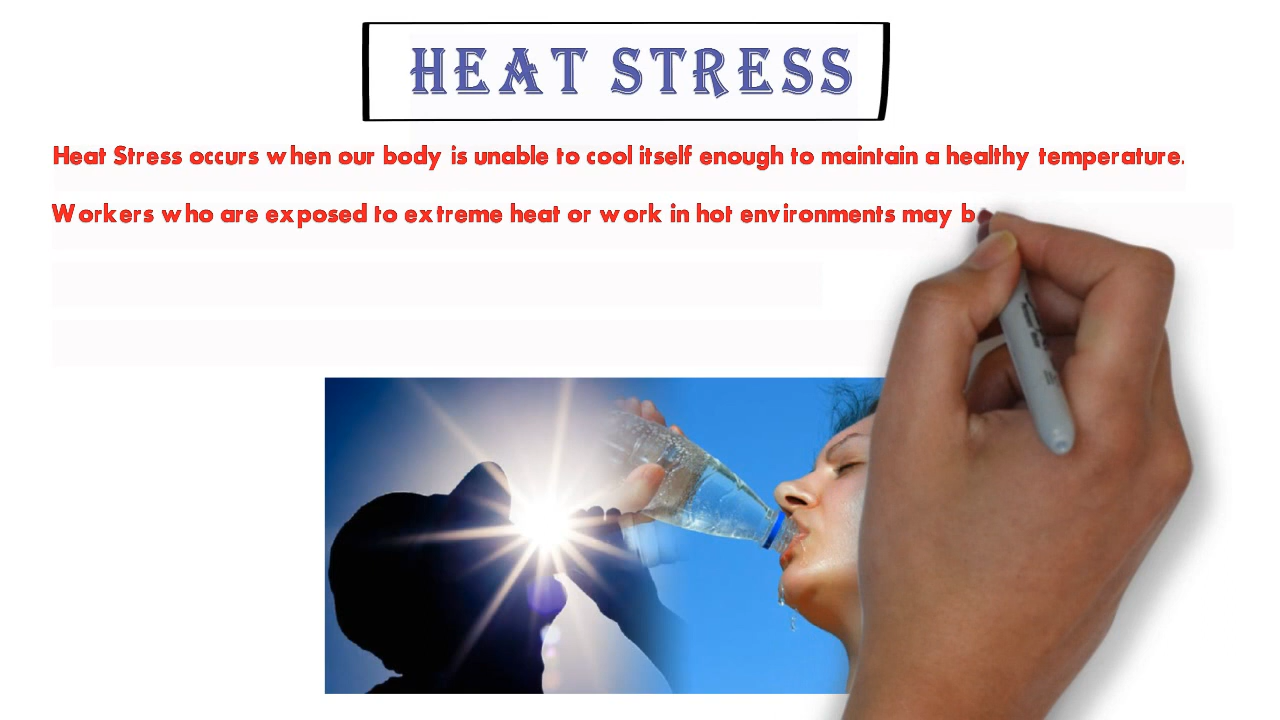 HEAT STRESS
Heat Stress occurs when our body is unable to cool itself enough to maintain a healthy temperature.
Workers who are exposed to extreme heat or work in hot environments may b